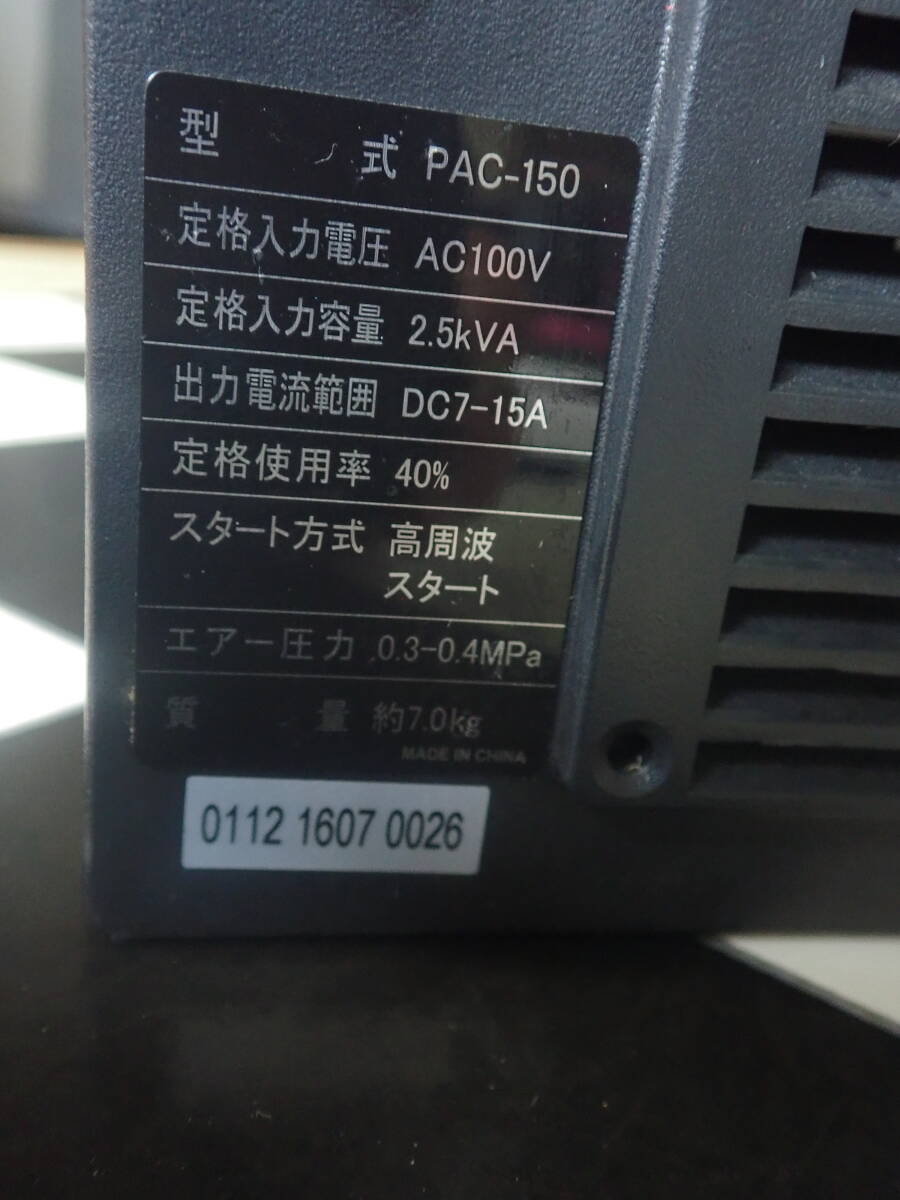 型 式 PAC-150
定格入力電圧 AC100V
定格入力容量 2.5kVA
出力電流範囲 DC7-15A
定格使用率 40%
スタート方式 高周波
スタート
エアー圧力 0.3-0.4MPa
質 量 約7.0kg
MADE IN CHINA
0112 1607 0026